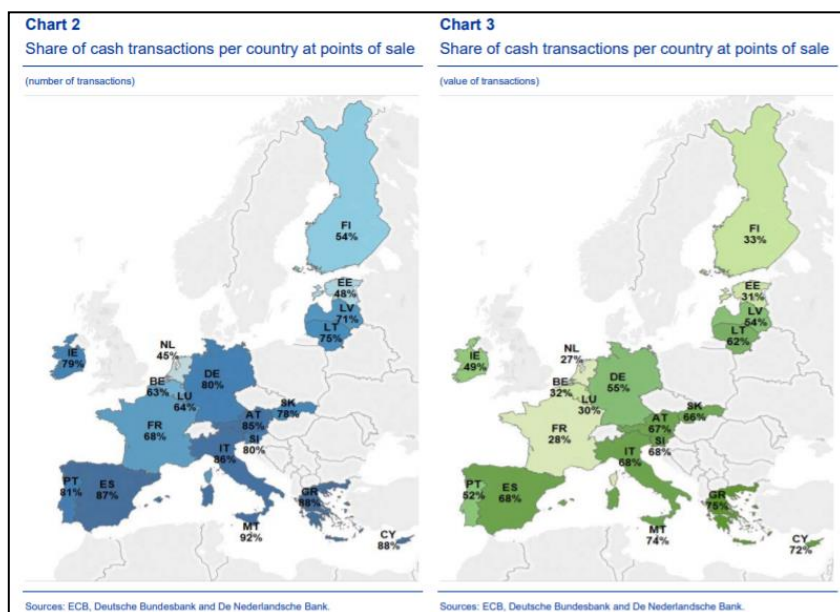 Chart 2
Share of cash transactions per country at points of sale
(number of transactions)
FI
54%
EE
48%
LV
71%
LT
75%
IE
79%
NL
45%
DE
80%
BE
63%
LU
64%
SK
78%
AT
85%
FR
68%
SI
80%
IT
86%
PT
81%
ES
87%
GR
88%
MT
92%
CY
88%
Sources: ECB, Deutsche Bundesbank and De Nederlandsche Bank.
Chart 3
Share of cash transactions per country at points of sale
(value of transactions)
FI
33%
EE
31%
LV
54%
LT
62%
IE
49%
NL
27%
DE
55%
BE
32%
LU
30%
SK
66%
AT
67%
FR
28%
SI
68%
IT
68%
PT
52%
ES
68%
GR
75%
MT
74%
CY
72%
Sources: ECB, Deutsche Bundesbank and De Nederlandsche Bank.